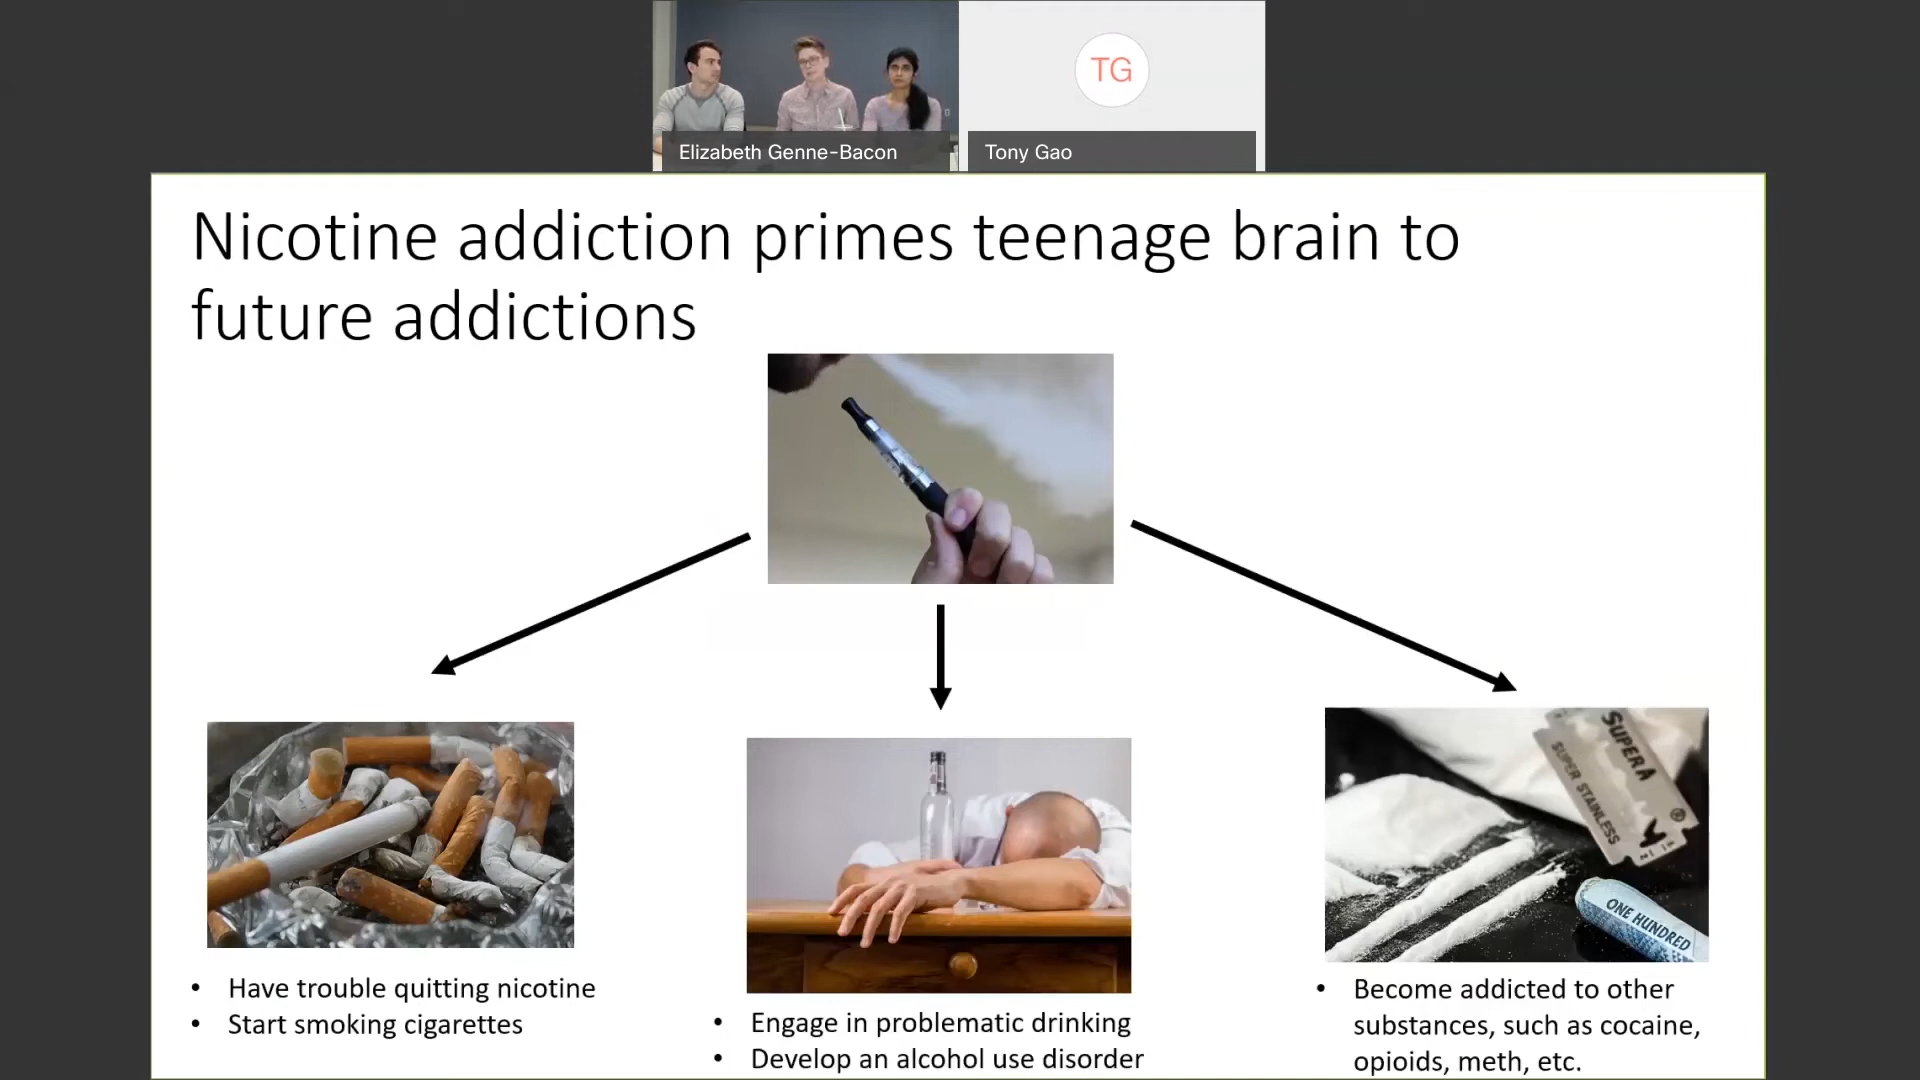 TG
Elizabeth Genne-Bacon
Tony Gao
Nicotine addiction primes teenage brain to
future addictions
SUPERA
®
SUPER STAINLESS
ONE HUNDRED
• Have trouble quitting nicotine
• Start smoking cigarettes
• Engage in problematic drinking
• Develop an alcohol use disorder
• Become addicted to other
substances, such as cocaine,
opioids, meth, etc.